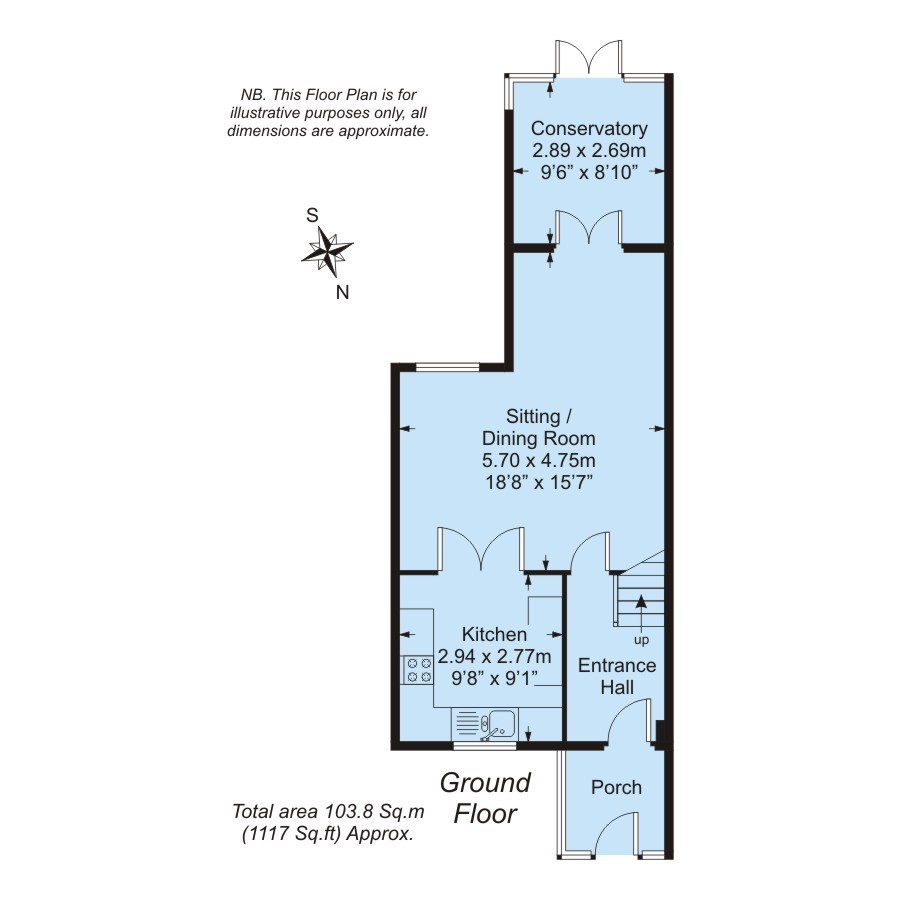 NB. This Floor Plan is for
illustrative purposes only, all
dimensions are approximate.
Conservatory
2.89 x 2.69m
9’6” x 8’10”
S
N
Sitting /
Dining Room
5.70 x 4.75m
18’8” x 15’7”
Kitchen
2.94 x 2.77m
9’8” x 9’1”
up
Entrance
Hall
Ground
Floor
Porch
Total area 103.8 Sq.m
(1117 Sq.ft) Approx.